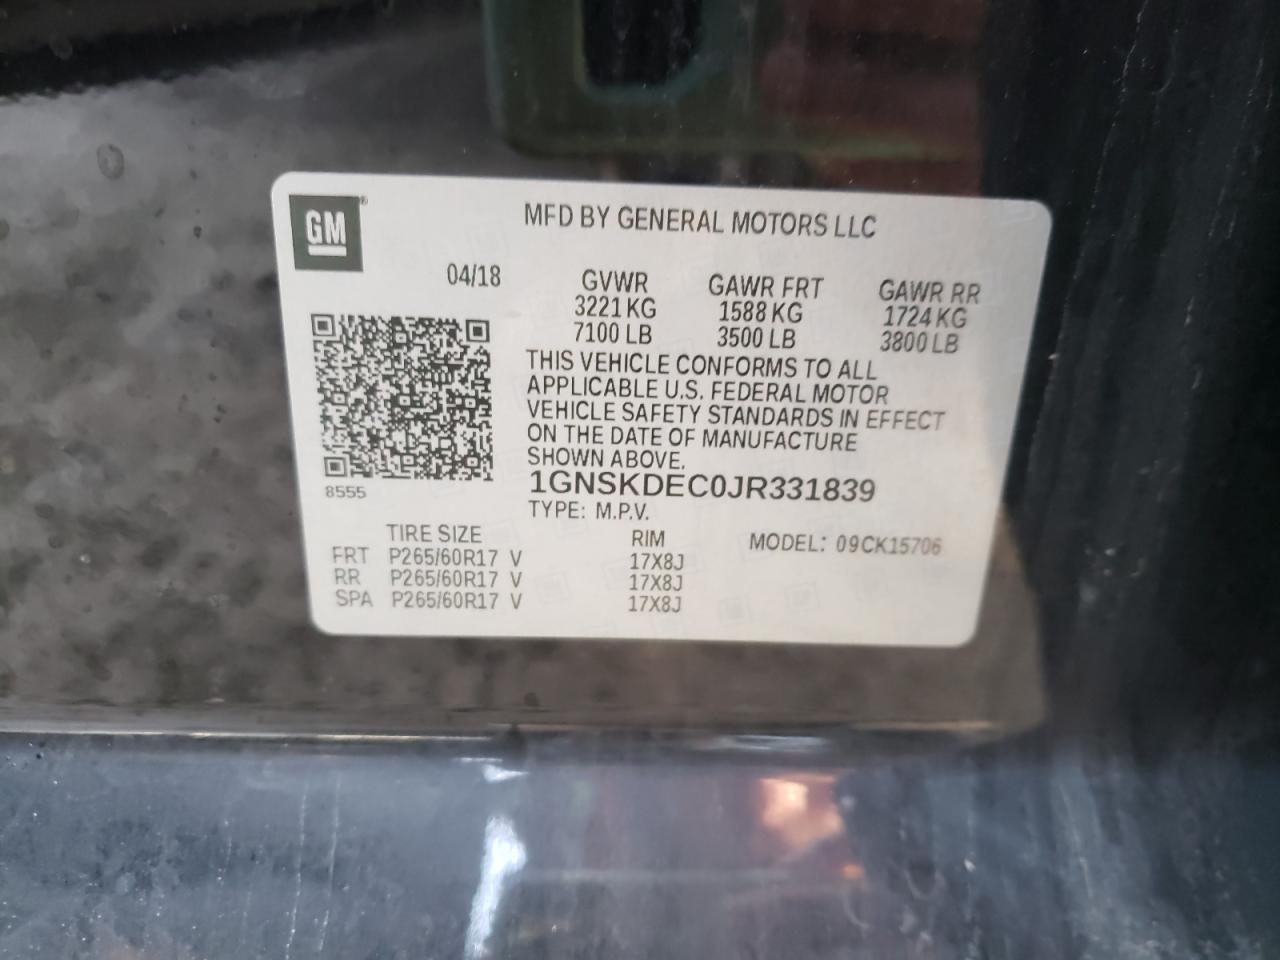 GM®
MFD BY GENERAL MOTORS LLC
04/18 GVWR GAWR FRT GAWR RR
3221 KG 1588 KG 1724 KG
7100 LB 3500 LB 3800 LB
THIS VEHICLE CONFORMS TO ALL
APPLICABLE U.S. FEDERAL MOTOR
VEHICLE SAFETY STANDARDS IN EFFECT
ON THE DATE OF MANUFACTURE
SHOWN ABOVE.
8555
1GNSKDEC0JR331839
TYPE: M.P.V.
TIRE SIZE RIM MODEL: 09CK15706
FRT P265/60R17 V 17X8J
RR P265/60R17 V 17X8J
SPA P265/60R17 V 17X8J